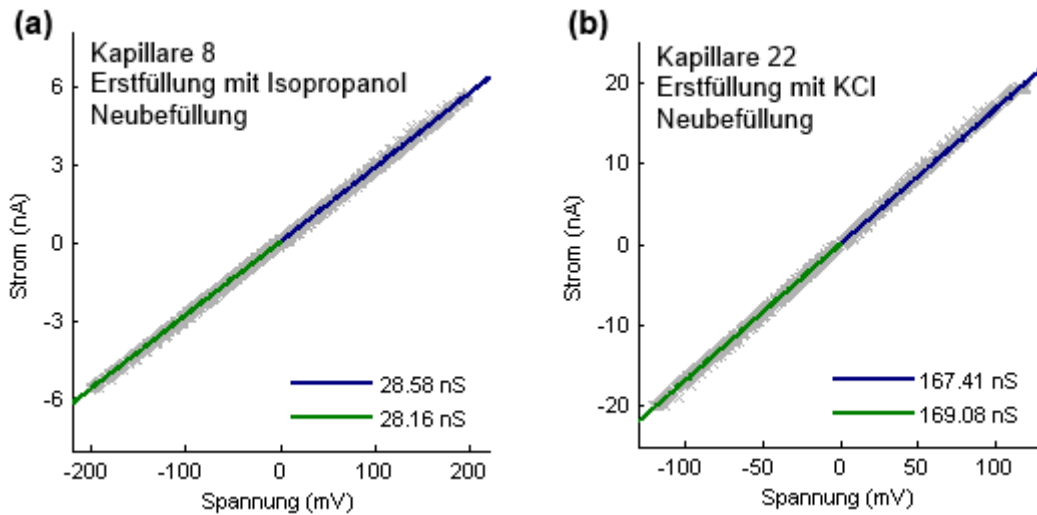 (a)
Kapillare 8
Erstfüllung mit Isopropanol
Neubefüllung
6
3
0
-3
-6
Strom (nA)
28.58 nS
28.16 nS
-200 -100 0 100 200
Spannung (mV)
(b)
Kapillare 22
Erstfüllung mit KCl
Neubefüllung
20
10
0
-10
-20
Strom (nA)
167.41 nS
169.08 nS
-100 -50 0 50 100
Spannung (mV)